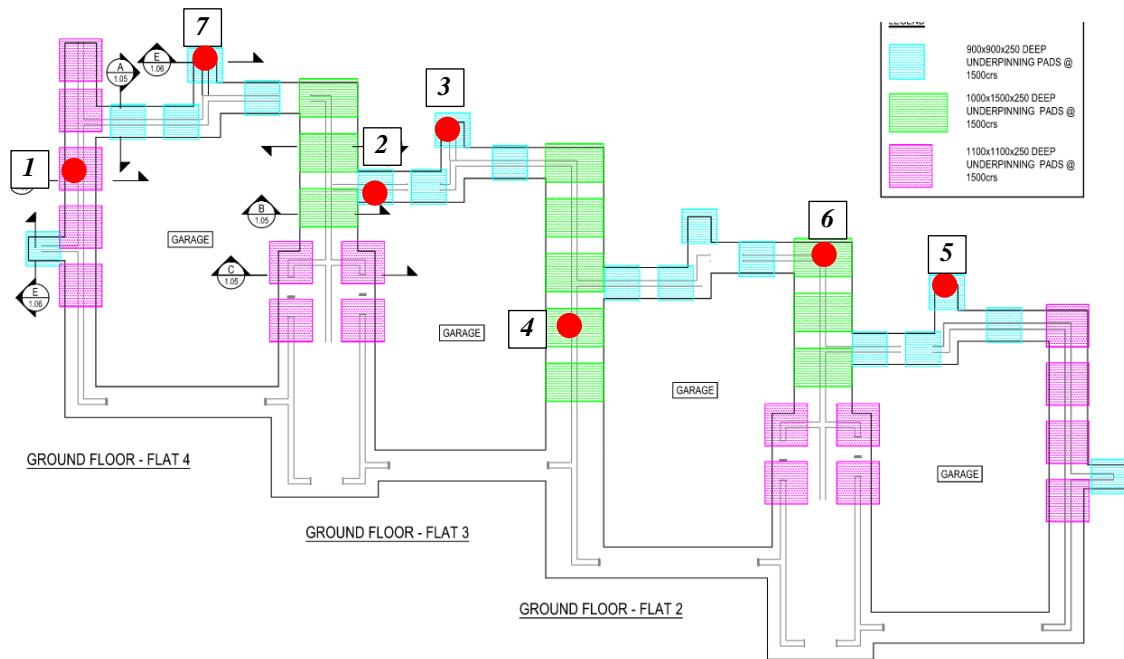 7
LEGEND
900x900x250 DEEP
UNDERPINNING PADS @
1500crs
1000x1500x250 DEEP
UNDERPINNING PADS @
1500crs
1100x1100x250 DEEP
UNDERPINNING PADS @
1500crs
E
1.06
A
1.05
3
2
1
B
1.05
6
GARAGE
C
1.05
5
E
1.06
4
GARAGE
GARAGE
GROUND FLOOR - FLAT 4
GARAGE
GROUND FLOOR - FLAT 3
GROUND FLOOR - FLAT 2